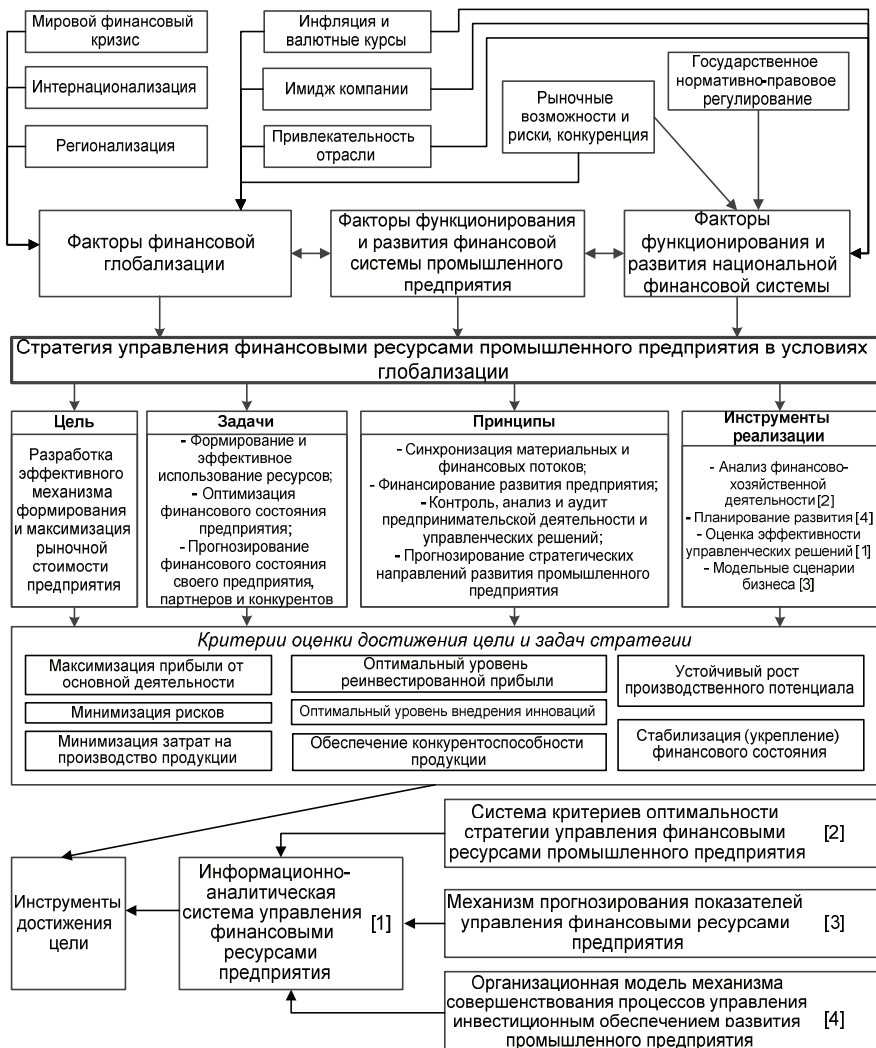 Мировой финансовый
кризис
Интернационализация
Регионализация
Инфляция и
валютные курсы
Имидж компании
Привлекательность
отрасли
Рыночные
возможности и
риски, конкуренция
Государственное
нормативно-правовое
регулирование
Факторы финансовой
глобализации
Факторы функционирования
и развития финансовой
системы промышленного
предприятия
Факторы
функционирования и
развития национальной
финансовой системы
Стратегия управления финансовыми ресурсами промышленного предприятия в условиях
глобализации
Цель
Разработка
эффективного
механизма
формирования
и максимизация
рыночной
стоимости
предприятия
Задачи
- Формирование и
эффективное
использование ресурсов;
- Оптимизация
финансового состояния
предприятия;
- Прогнозирование
финансового состояния
своего предприятия,
партнеров и конкурентов
Принципы
- Синхронизация материальных и
финансовых потоков;
- Финансирование развития предприятия;
- Контроль, анализ и аудит
предпринимательской деятельности и
управленческих решений;
- Прогнозирование стратегических
направлений развития промышленного
предприятия
Инструменты
реализации
- Анализ финансово-
хозяйственной
деятельности [2]
- Планирование развития [4]
- Оценка эффективности
управленческих решений [1]
- Модельные сценарии
бизнеса [3]
Критерии оценки достижения цели и задач стратегии
Максимизация прибыли от
основной деятельности
Минимизация рисков
Минимизация затрат на
производство продукции
Оптимальный уровень
реинвестированной прибыли
Оптимальный уровень внедрения инноваций
Обеспечение конкурентоспособности
продукции
Устойчивый рост
производственного потенциала
Стабилизация (укрепление)
финансового состояния
Инструменты
достижения
цели
Информационно-
аналитическая
система управления
финансовыми
ресурсами
предприятия
[1]
Система критериев оптимальности
стратегии управления финансовыми
ресурсами промышленного предприятия
[2]
Механизм прогнозирования показателей
управления финансовыми ресурсами
предприятия
[3]
Организационная модель механизма
совершенствования процессов управления
инвестиционным обеспечением развития
промышленного предприятия
[4]